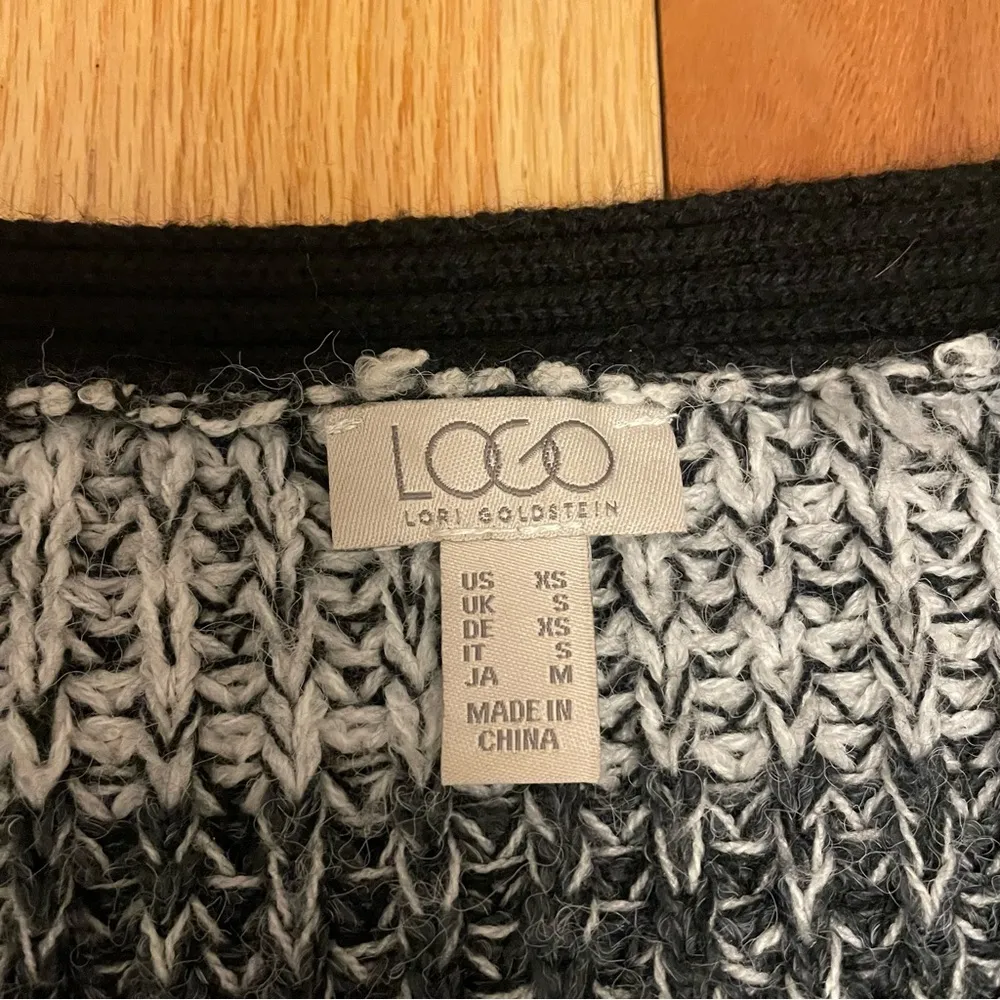 LOGO
LORI GOLDSTEIN
US XS
UK S
DE XS
IT S
JA M
MADE IN
CHINA